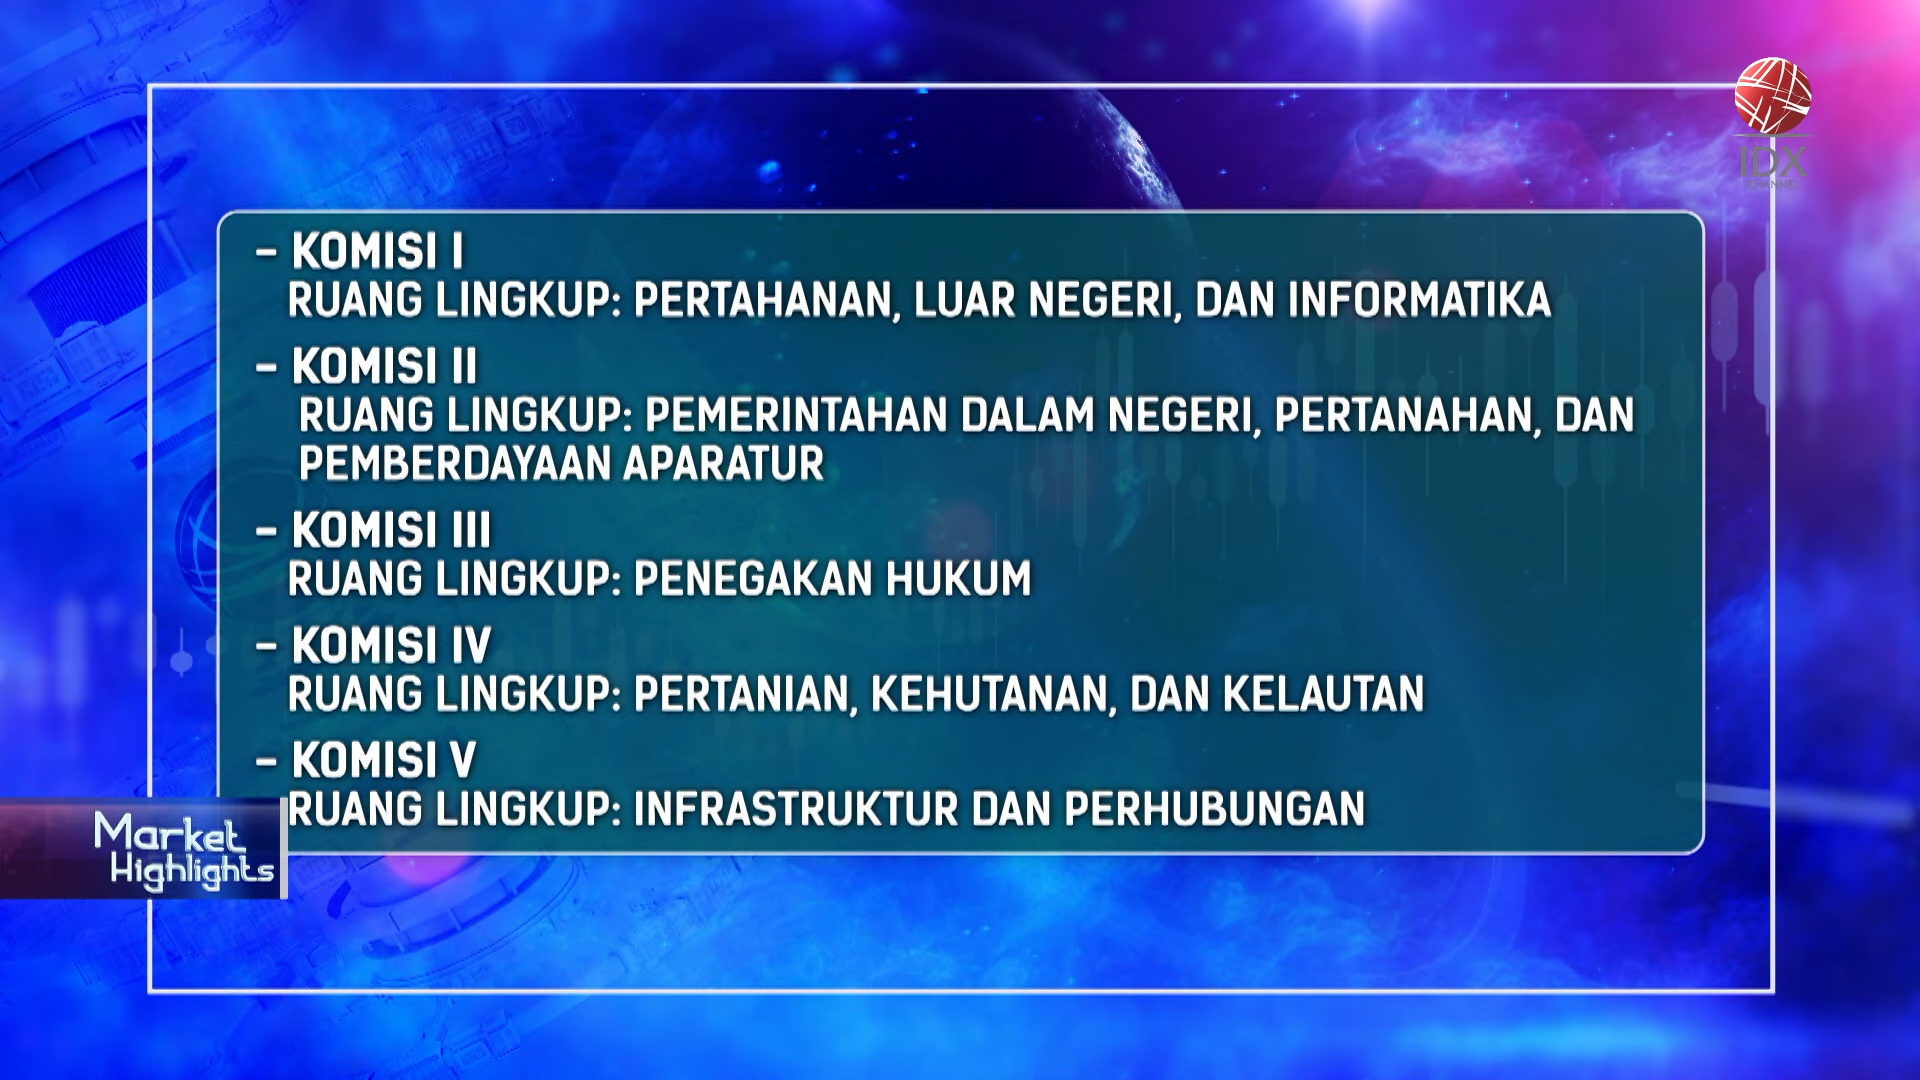 IDX
CHANNEL
- KOMISI I
RUANG LINGKUP: PERTAHANAN, LUAR NEGERI, DAN INFORMATIKA
- KOMISI II
RUANG LINGKUP: PEMERINTAHAN DALAM NEGERI, PERTANAHAN, DAN
PEMBERDAYAAN APARATUR
- KOMISI III
RUANG LINGKUP: PENEGAKAN HUKUM
- KOMISI IV
RUANG LINGKUP: PERTANIAN, KEHUTANAN, DAN KELAUTAN
- KOMISI V
RUANG LINGKUP: INFRASTRUKTUR DAN PERHUBUNGAN
Market
Highlights